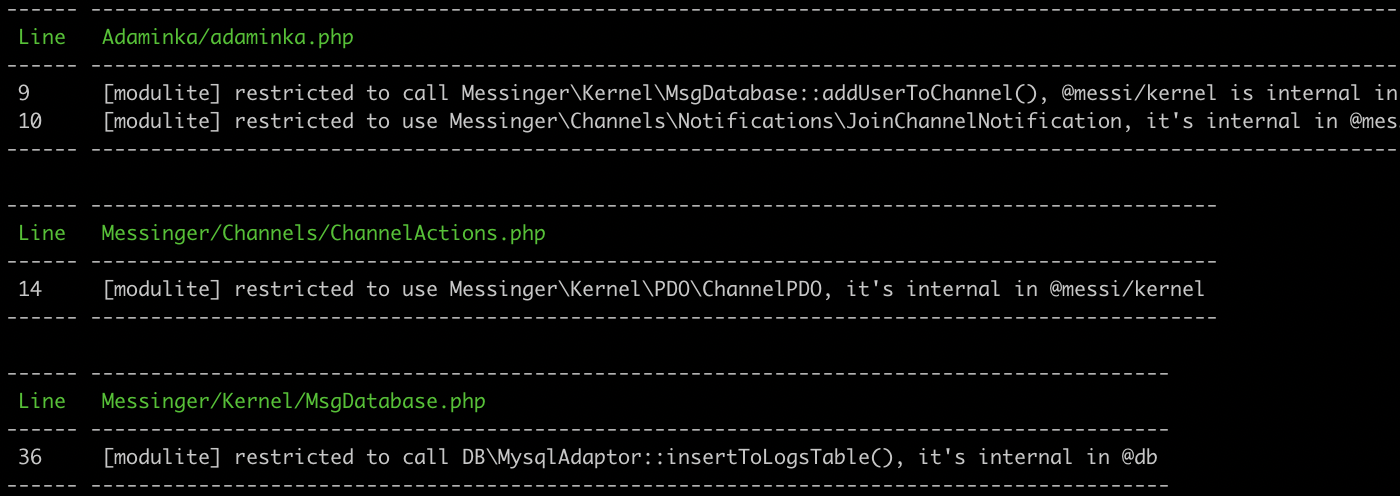 ------ --------------------------------------------------------------------------------------------------------------
Line Adaminka/adaminka.php
------ --------------------------------------------------------------------------------------------------------------
9 [modulite] restricted to call Messinger\Kernel\MsgDatabase::addUserToChannel(), @messi/kernel is internal in
10 [modulite] restricted to use Messinger\Channels\Notifications\JoinChannelNotification, it's internal in @mes
------ --------------------------------------------------------------------------------------------------------------
------ ----------------------------------------------------------------------------------------------
Line Messinger/Channels/ChannelActions.php
------ ----------------------------------------------------------------------------------------------
14 [modulite] restricted to use Messinger\Kernel\PDO\ChannelPDO, it's internal in @messi/kernel
------ ----------------------------------------------------------------------------------------------
------ ------------------------------------------------------------------------------------------
Line Messinger/Kernel/MsgDatabase.php
------ ------------------------------------------------------------------------------------------
36 [modulite] restricted to call DB\MysqlAdaptor::insertToLogsTable(), it's internal in @db
------ ------------------------------------------------------------------------------------------